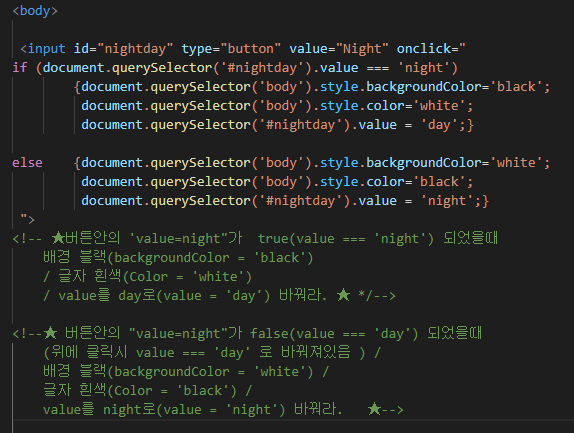 <body>
<input id="nightday" type="button" value="Night" onclick="
if (document.querySelector('#nightday').value === 'night')
{document.querySelector('body').style.backgroundColor='black';
document.querySelector('body').style.color='white';
document.querySelector('#nightday').value = 'day';}
else {document.querySelector('body').style.backgroundColor='white';
document.querySelector('body').style.color='black';
document.querySelector('#nightday').value = 'night';}
">
<!-- ★버튼안의 'value=night"가 true(value === 'night') 되었을때
배경 블랙(backgroundColor = 'black')
/ 글자 흰색(Color = 'white')
/ value를 day로(value = 'day') 바꿔라. ★ */-->
<!--★ 버튼안의 "value=night"가 false(value === 'day') 되었을때
(위에 클릭시 value === 'day' 로 바꿔져있음 ) /
배경 블랙(backgroundColor = 'white') /
글자 흰색(Color = 'black') /
value를 night로(value = 'night') 바꿔라. ★-->